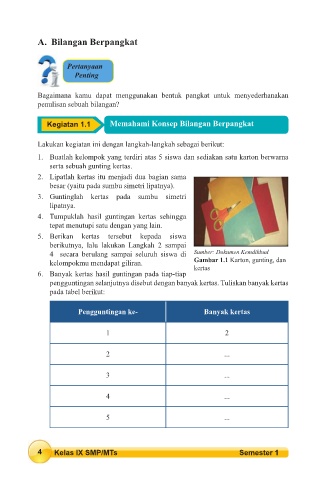 A. Bilangan Berpangkat
Pertanyaan
Penting
Bagaimana kamu dapat menggunakan bentuk pangkat untuk menyederhanakan
penulisan sebuah bilangan?
Kegiatan 1.1 Memahami Konsep Bilangan Berpangkat
Lakukan kegiatan ini dengan langkah-langkah sebagai berikut:
1. Buatlah kelompok yang terdiri atas 5 siswa dan sediakan satu karton berwarna
serta sebuah gunting kertas.
2. Lipatlah kertas itu menjadi dua bagian sama
besar (yaitu pada sumbu simetri lipatnya).
3. Guntinglah kertas pada sumbu simetri
lipatnya.
4. Tumpuklah hasil guntingan kertas sehingga
tepat menutupi satu dengan yang lain.
5. Berikan kertas tersebut kepada siswa
berikutnya, lalu lakukan Langkah 2 sampai
4 secara berulang sampai seluruh siswa di
kelompokmu mendapat giliran.
Sumber: Dokumen Kemdikbud
Gambar 1.1 Karton, gunting, dan
kertas
6. Banyak kertas hasil guntingan pada tiap-tiap
pengguntingan selanjutnya disebut dengan banyak kertas. Tuliskan banyak kertas
pada tabel berikut:
Pengguntingan ke- Banyak kertas
1 2
2 ...
3 ...
4 ...
5 ...
4 Kelas IX SMP/MTs Semester 1